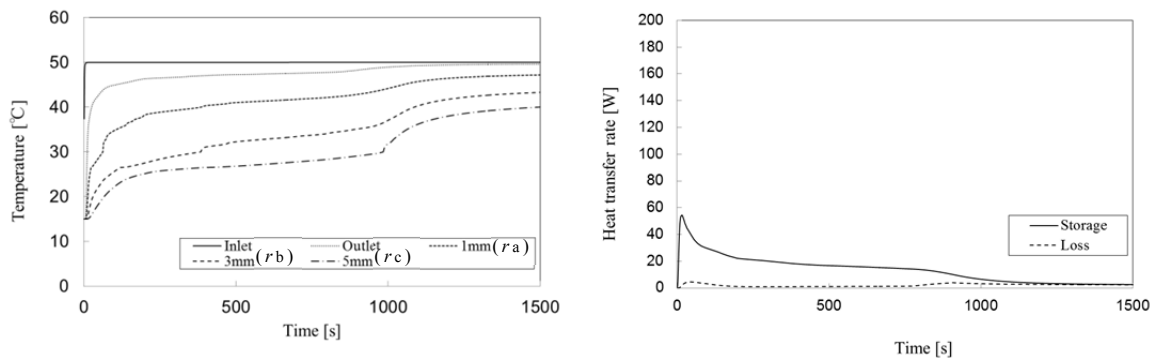 60
50
40
30
20
10
0
Temperature [℃]
Inlet
Outlet
1mm(ra)
3mm(rb)
5mm(rc)
0
500
1000
1500
Time [s]
200
180
160
140
120
100
80
60
40
20
0
Heat transfer rate [W]
Storage
Loss
0
500
1000
1500
Time [s]